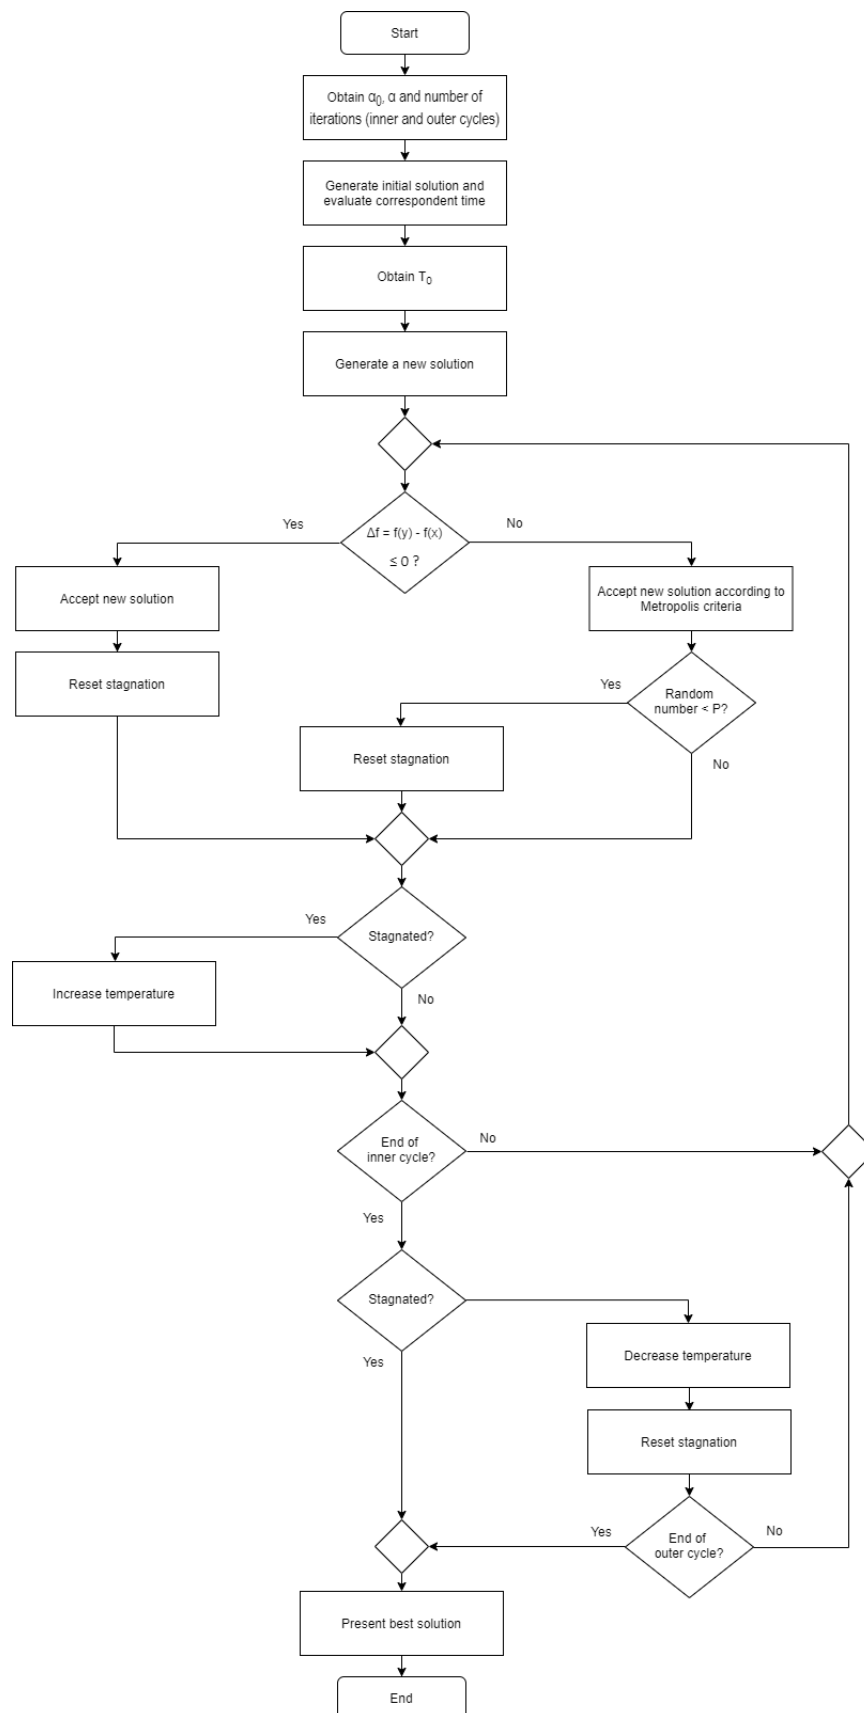 Start
Obtain α₀, α and number of
iterations (inner and outer cycles)
Generate initial solution and
evaluate correspondent time
Obtain T₀
Generate a new solution
Yes
Δf = f(y) - f(x)
≤ 0 ?
No
Accept new solution
Accept new solution according to
Metropolis criteria
Reset stagnation
Yes
Random
number < P?
Reset stagnation
No
Yes
Stagnated?
Increase temperature
No
End of
inner cycle?
No
Yes
Stagnated?
Decrease temperature
Yes
Reset stagnation
Yes
End of
outer cycle?
No
Present best solution
End